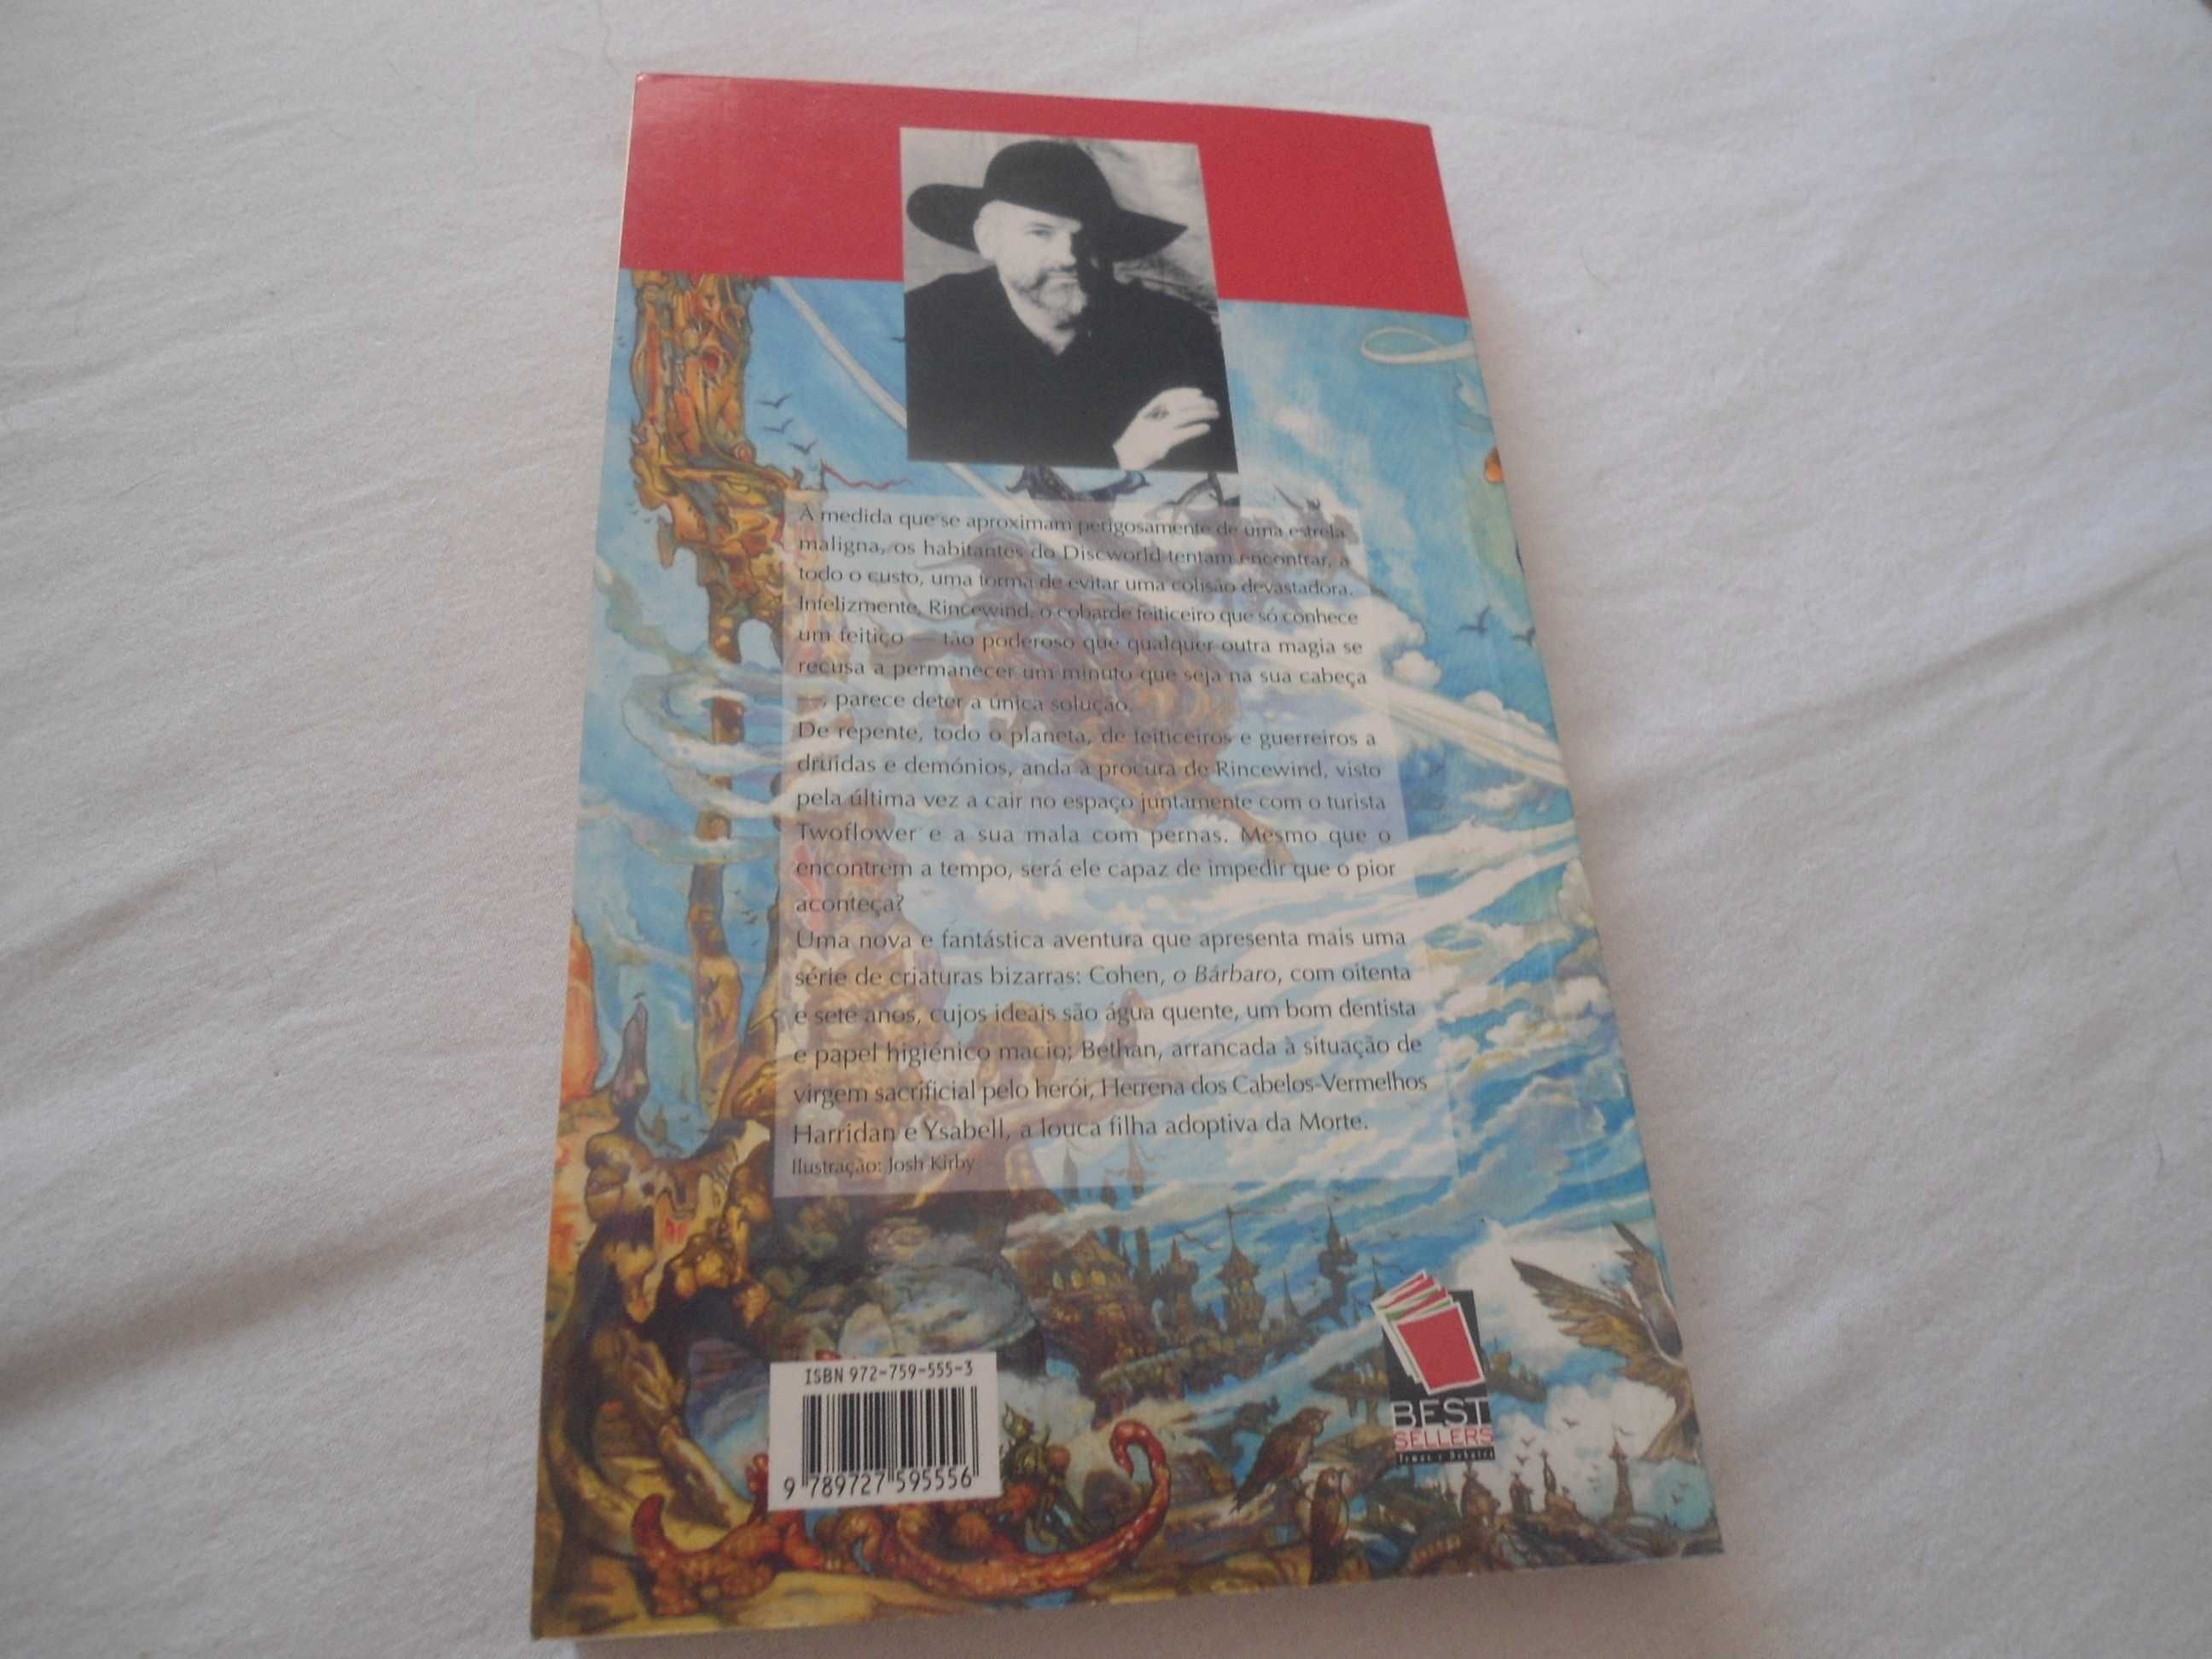 À medida que se aproximam perigosamente de uma estrela
maligna, os habitantes do Discworld tentam encontrar, a
todo o custo, uma forma de evitar uma colisão devastadora.
Infelizmente, Rincewind, o cobarde feiticeiro que só conhece
um feitiço — tão poderoso que qualquer outra magia se
recusa a permanecer um minuto que seja na sua cabeça
—, parece deter a única solução.
De repente, todo o planeta, de feiticeiros e guerreiros a
druidas e demónios, anda à procura de Rincewind, visto
pela última vez a cair no espaço juntamente com o turista
Twoflower e a sua mala com pernas. Mesmo que o
encontrem a tempo, será ele capaz de impedir que o pior
aconteça?
Uma nova e fantástica aventura que apresenta mais uma
série de criaturas bizarras: Cohen, o Bárbaro, com oitenta
e sete anos, cujos ideais são água quente, um bom dentista
e papel higiénico macio; Bethan, arrancada à situação de
virgem sacrificial pelo herói, Herrena dos Cabelos-Vermelhos
Harridan e Ysabell, a louca filha adoptiva da Morte.
Ilustração: Josh Kirby
ISBN 972-759-555-3
9 789727 595556
BEST
SELLERS
Temas e Debates